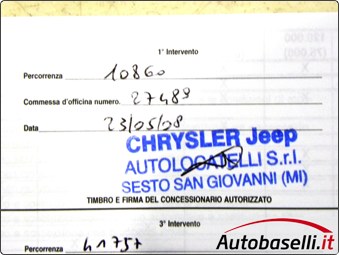 1° Intervento
Percorrenza 10860
Commessa d'officina numero. 27489
Data 23/05/08
CHRYSLER Jeep
AUTOLOCATELLI S.r.l.
SESTO SAN GIOVANNI (MI)
TIMBRO E FIRMA DEL CONCESSIONARIO AUTORIZZATO
3° Intervento
Percorrenza 41757
Autobaselli.it